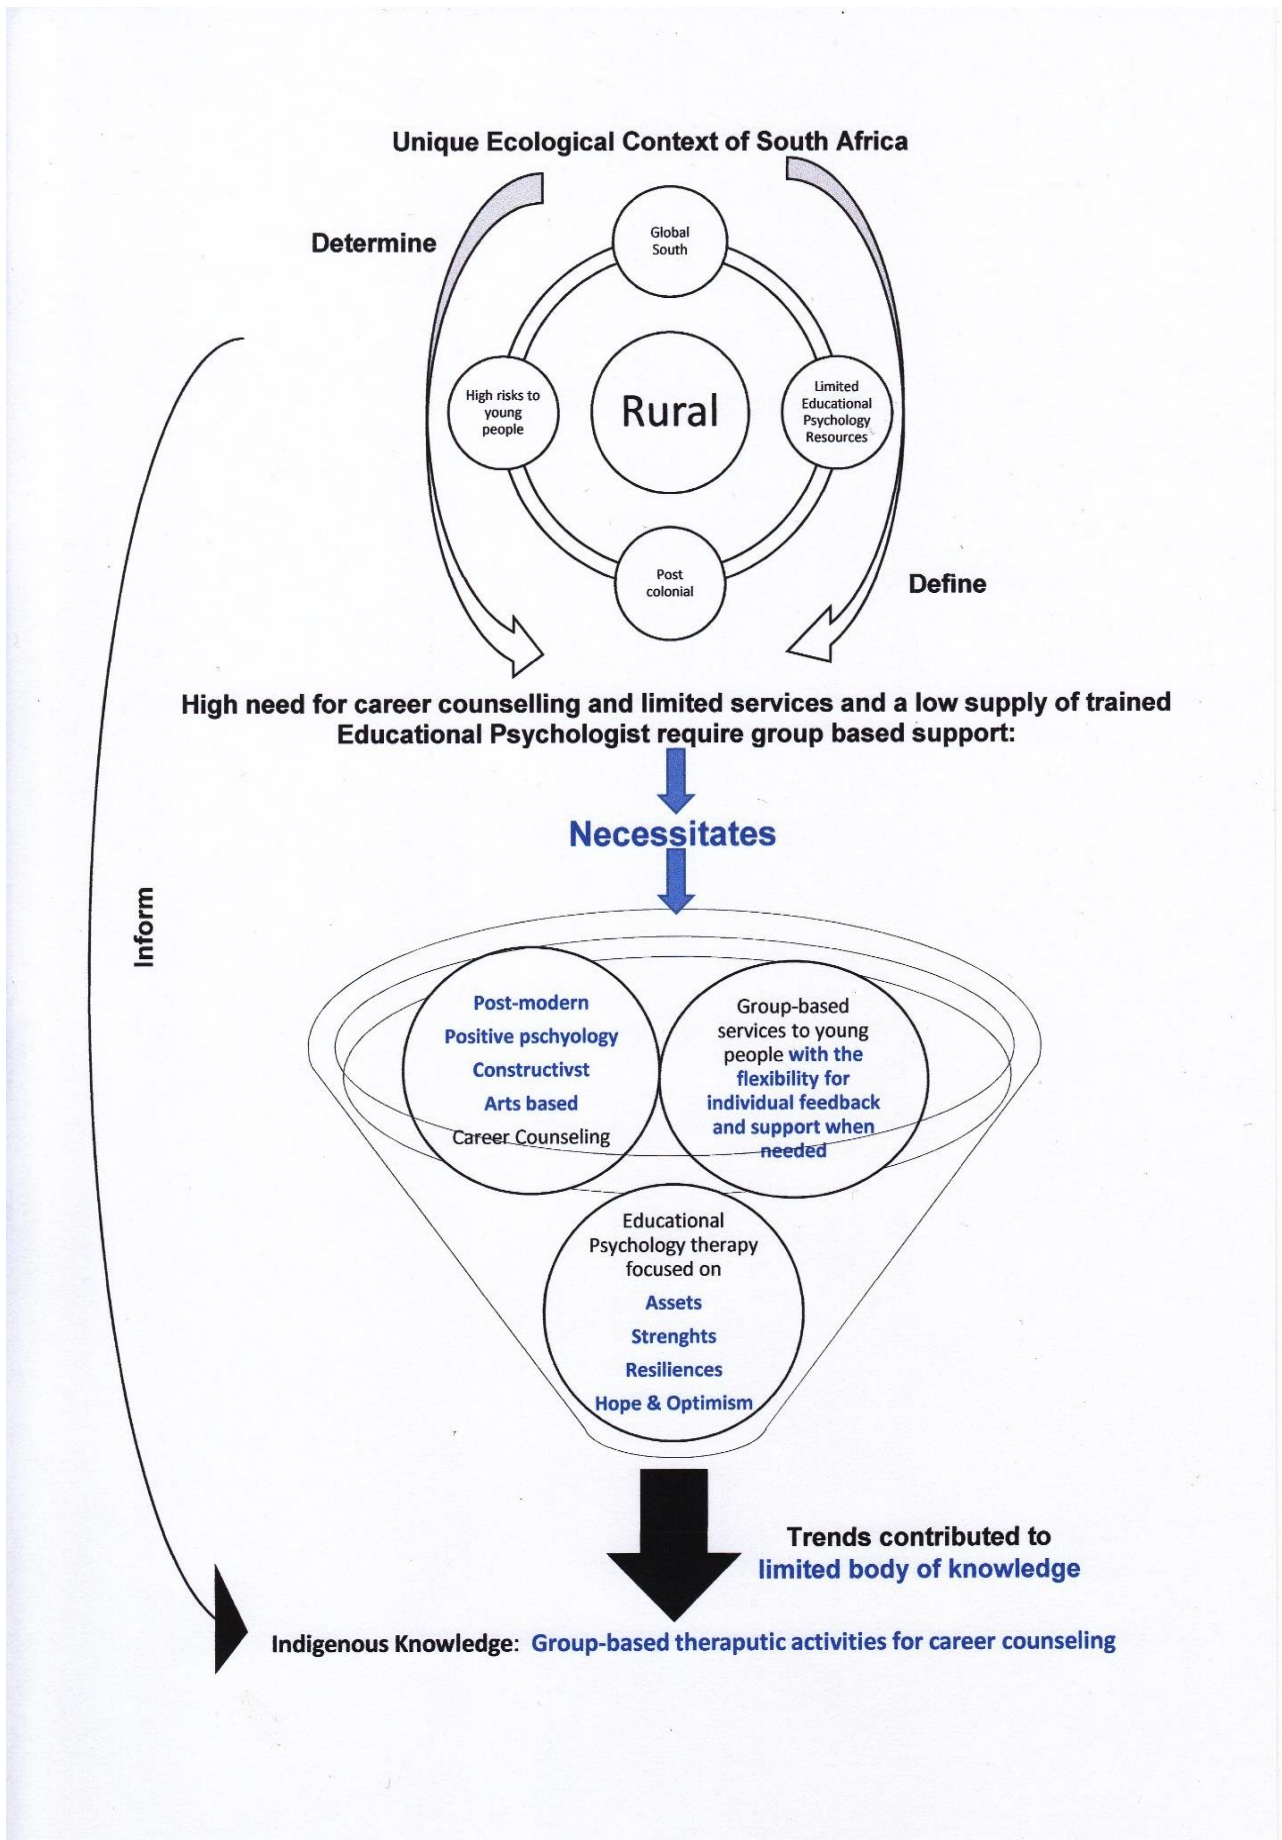 Unique Ecological Context of South Africa
Determine
Global
South
High risks to
young
people
Rural
Limited
Educational
Psychology
Resources
Post
colonial
Define
High need for career counselling and limited services and a low supply of trained
Educational Psychologist require group based support:
Necessitates
Inform
Post-modern
Positive pschyology
Constructivst
Arts based
Career Counseling
Group-based
services to young
people with the
flexibility for
individual feedback
and support when
needed
Educational
Psychology therapy
focused on
Assets
Strenghts
Resiliences
Hope & Optimism
Trends contributed to
limited body of knowledge
Indigenous Knowledge: Group-based theraputic activities for career counseling